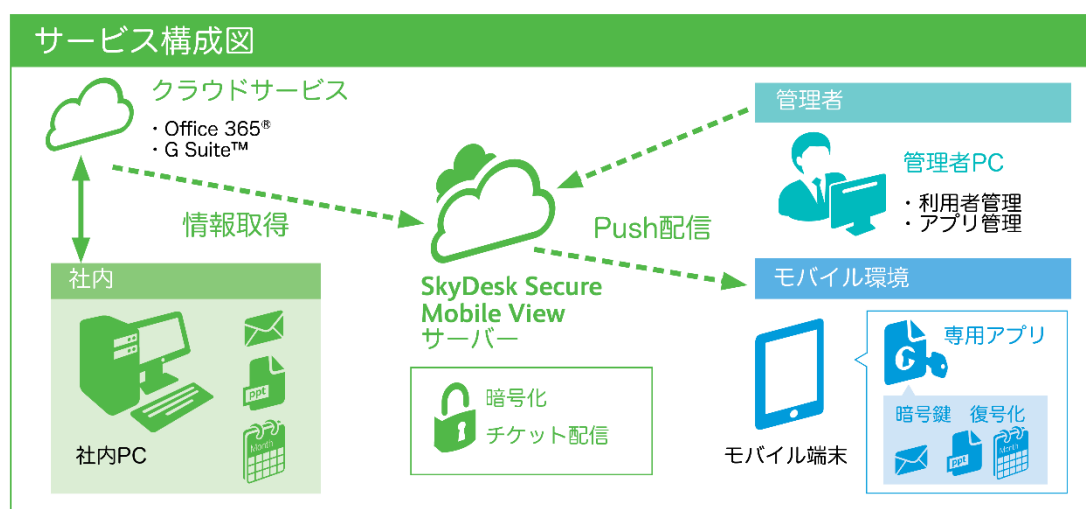 サービス構成図
クラウドサービス
・Office 365®
・G Suite™
情報取得
社内
ppt
Month
社内PC
SkyDesk Secure
Mobile View
サーバー
暗号化
チケット配信
Push配信
管理者
管理者PC
・利用者管理
・アプリ管理
モバイル環境
モバイル端末
専用アプリ
暗号鍵 復号化
ppt
Month